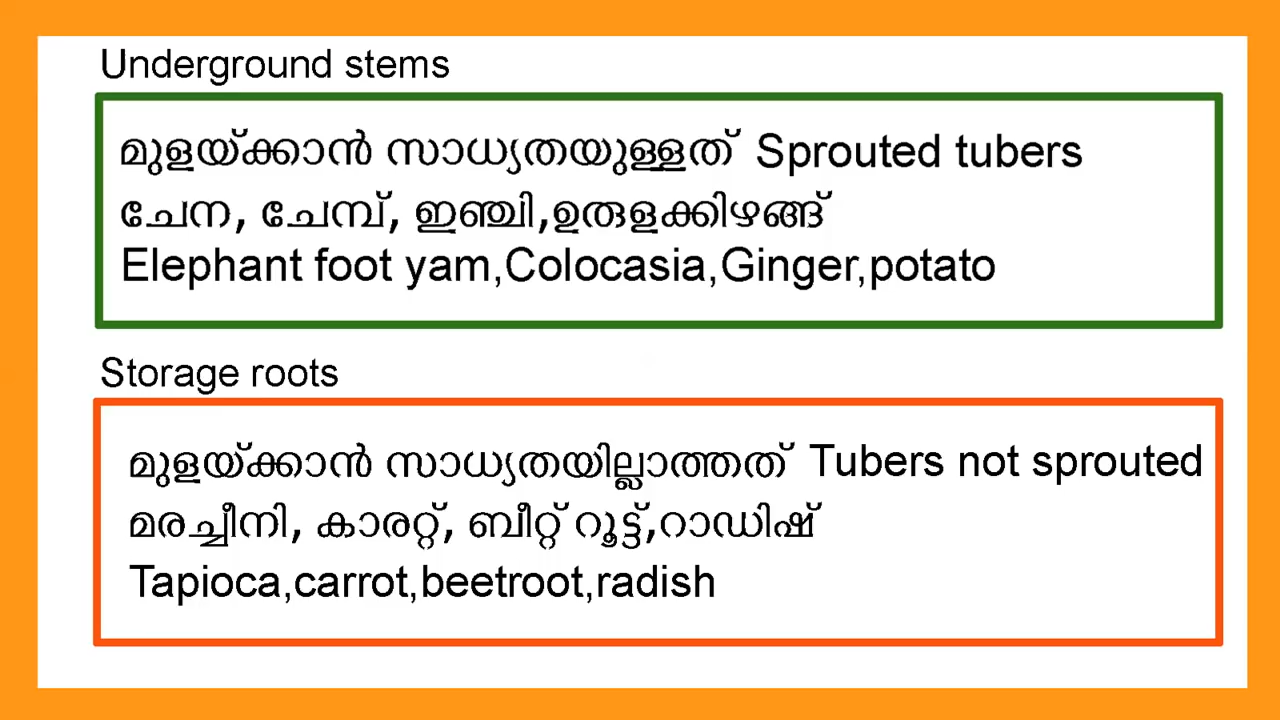 Underground stems
മുളയ്ക്കാൻ സാധ്യതയുള്ളത് Sprouted tubers
ചേന, ചേമ്പ്, ഇഞ്ചി,ഉരുളക്കിഴങ്ങ്
Elephant foot yam,Colocasia,Ginger,potato
Storage roots
മുളയ്ക്കാൻ സാധ്യതയില്ലാത്തത് Tubers not sprouted
മരച്ചീനി, കാരറ്റ്, ബീറ്റ് റൂട്ട്,റാഡിഷ്
Tapioca,carrot,beetroot,radish